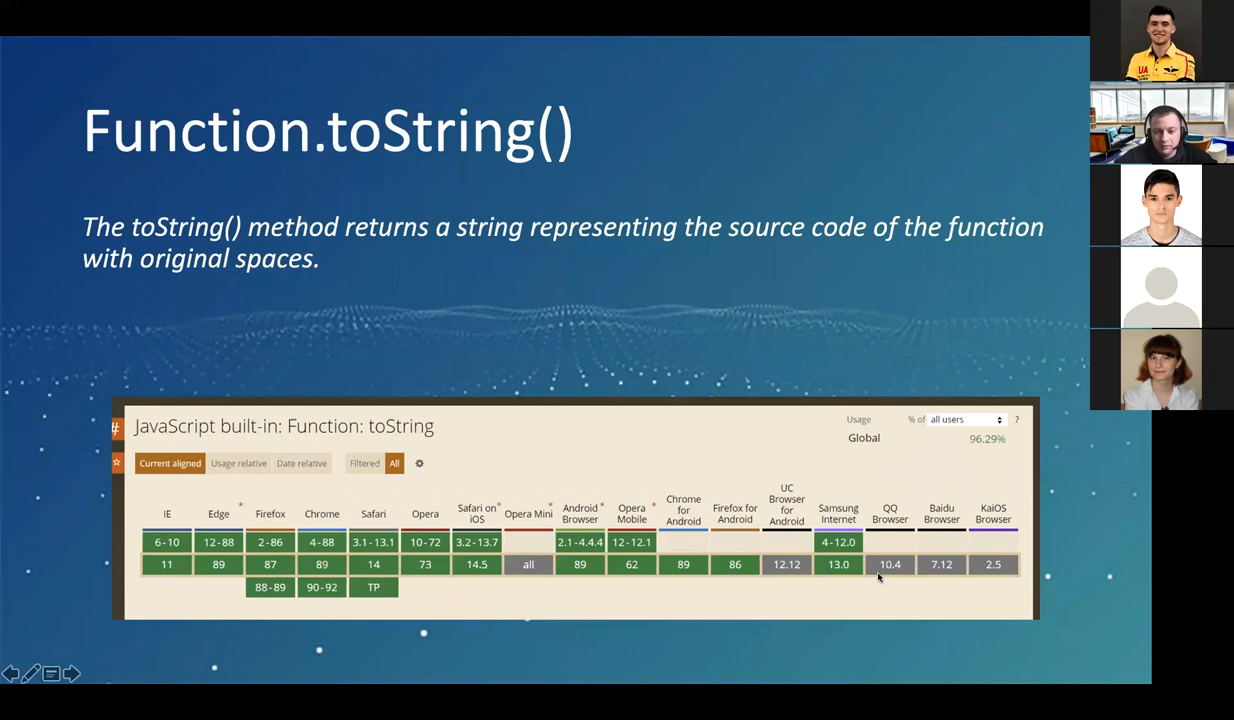 Function.toString()
The toString() method returns a string representing the source code of the function
with original spaces.
JavaScript built-in: Function: toString
Usage % of all users ?
Global 96.29%
Current aligned Usage relative Date relative Filtered All
IE Edge * Firefox Chrome Safari Opera Safari on iOS * Opera Mini * Android Browser * Opera Mobile * Chrome for Android Firefox for Android UC Browser for Android Samsung Internet QQ Browser Baidu Browser KaiOS Browser
6-10 12-88 2-86 4-88 3.1-13.1 10-72 3.2-13.7 2.1-4.4.4 12-12.1 4-12.0
11 89 87 89 14 73 14.5 all 89 62 89 86 12.12 13.0 10.4 7.12 2.5
88-89 90-92 TP
#
UA